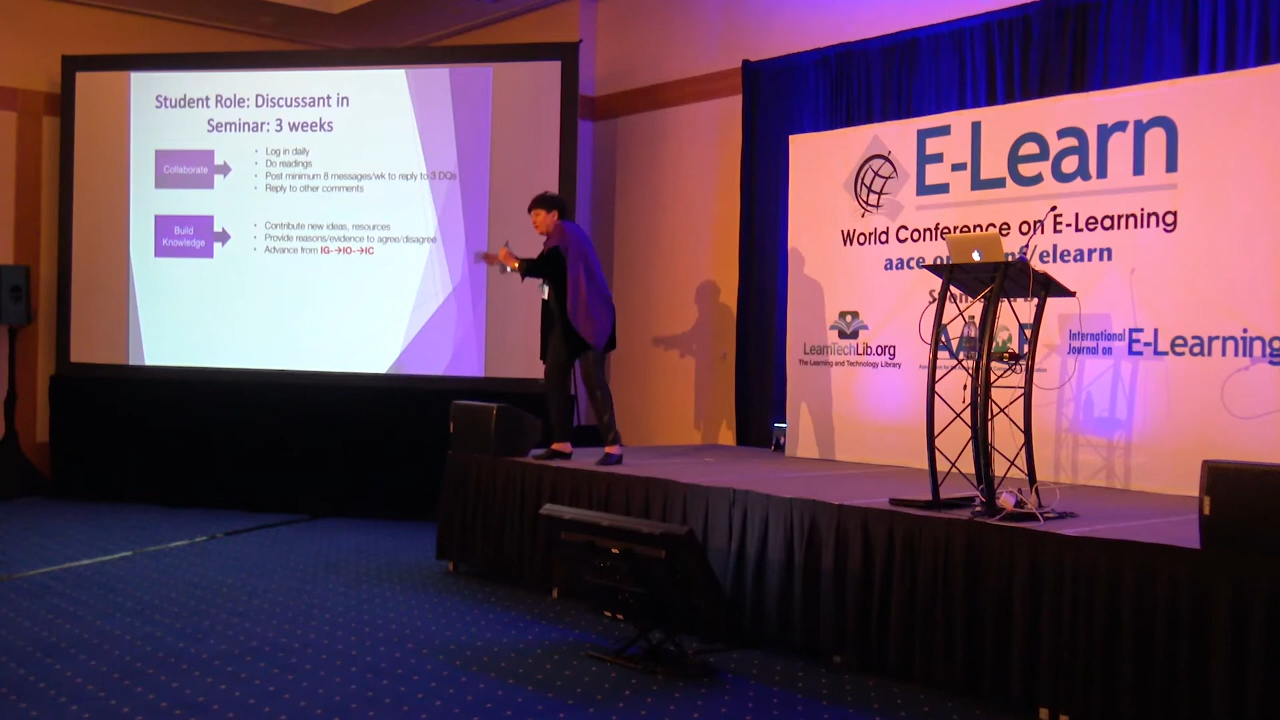 Student Role: Discussant in
Seminar: 3 weeks
Collaborate
• Log in daily
• Do readings
• Post minimum 8 messages/wk to reply to 3 DQs
• Reply to other comments
Build
Knowledge
• Contribute new ideas, resources
• Provide reasons/evidence to agree/disagree
• Advance from IG-→IO-→IC
E-Learn
World Conference on E-Learning
aace /elearn
LearnTechLib.org
The Learning and Technology Library
International
Journal on E-Learning